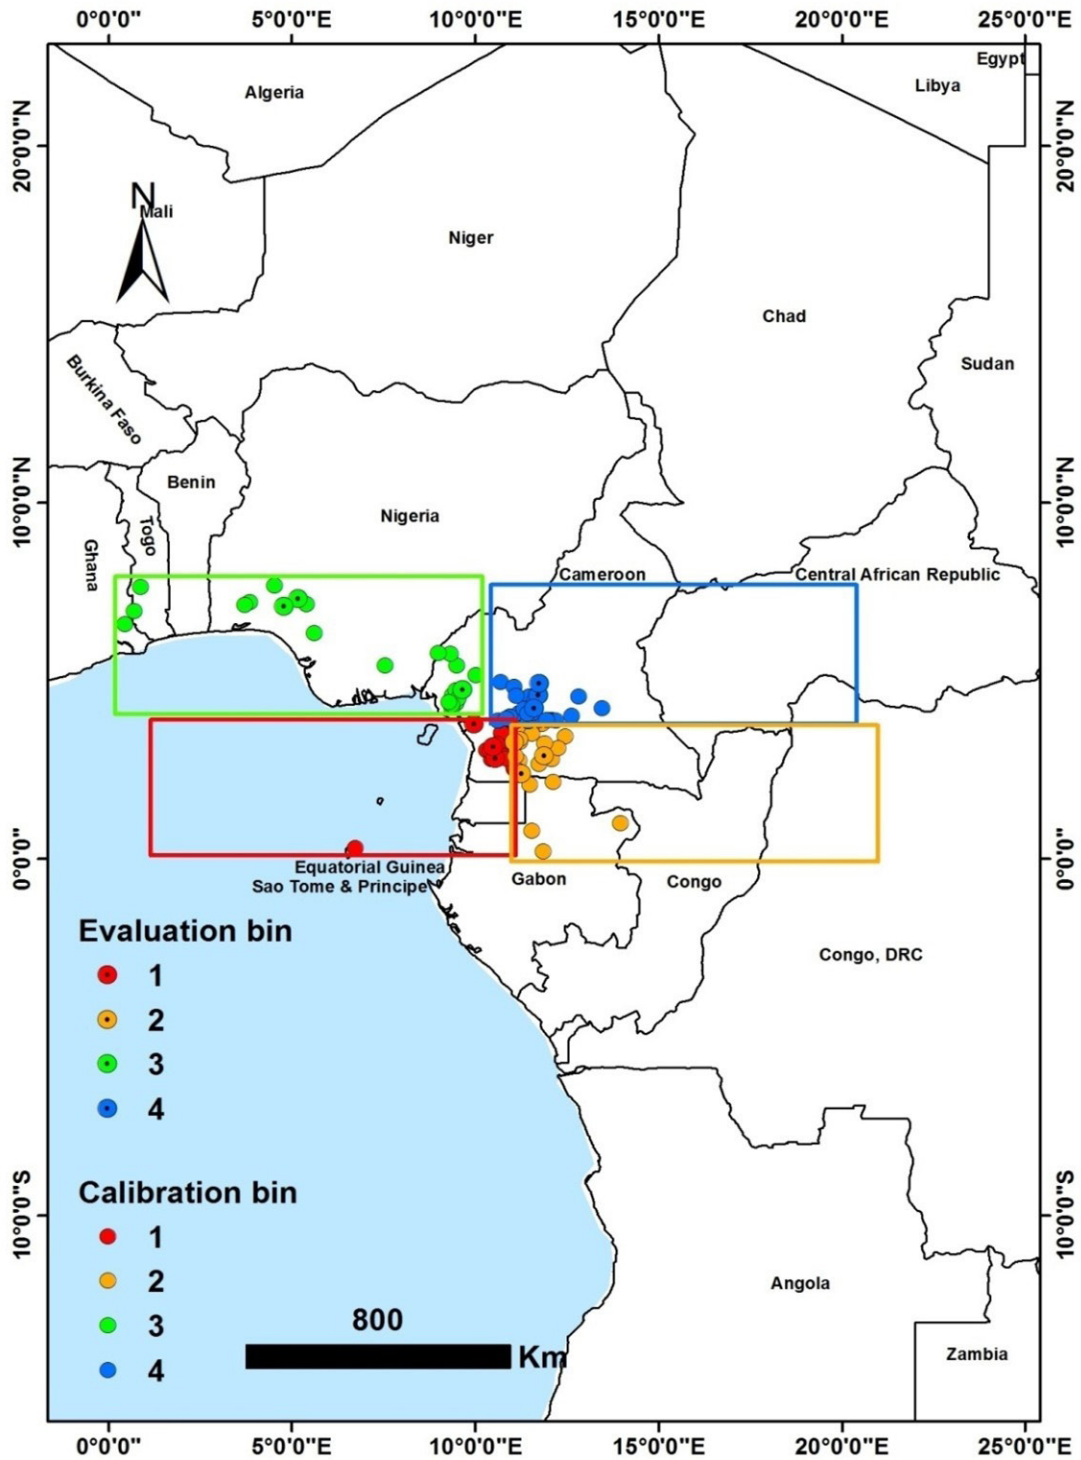 0°0'0" 5°0'0"E 10°0'0"E 15°0'0"E 20°0'0"E 25°0'0"E
Egypt
Libya
Algeria
20°0'0"N
20°0'0"N
N
Mali
Niger
Chad
Sudan
Burkina Faso
10°0'0"N
10°0'0"N
Benin
Nigeria
Togo
Ghana
Cameroon
Central African Republic
0°0'0"
0°0'0"
Equatorial Guinea
Sao Tome & Principe
Gabon
Congo
Congo, DRC
Evaluation bin
1
2
3
4
10°0'0"S
10°0'0"S
Calibration bin
1
2
3
4
Angola
800
Km
Zambia
0°0'0" 5°0'0"E 10°0'0"E 15°0'0"E 20°0'0"E 25°0'0"E